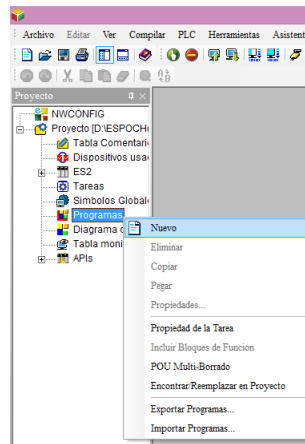 Archivo Editar Ver Compilar PLC Herramientas Asistent
Proyecto
NWCONFIG
Proyecto [D:\ESPOCH\
Tabla Comentari
Dispositivos usa
ES2
Tareas
Simbolos Global
Programas
Diagrama d
Tabla moni
APIs
Nuevo
Eliminar
Copiar
Pegar
Propiedades...
Propiedad de la Tarea
Incluir Bloques de Funcion
POU Multi-Borrado
Encontrar/Reemplazar en Proyecto
Exportar Programas...
Importar Programas...